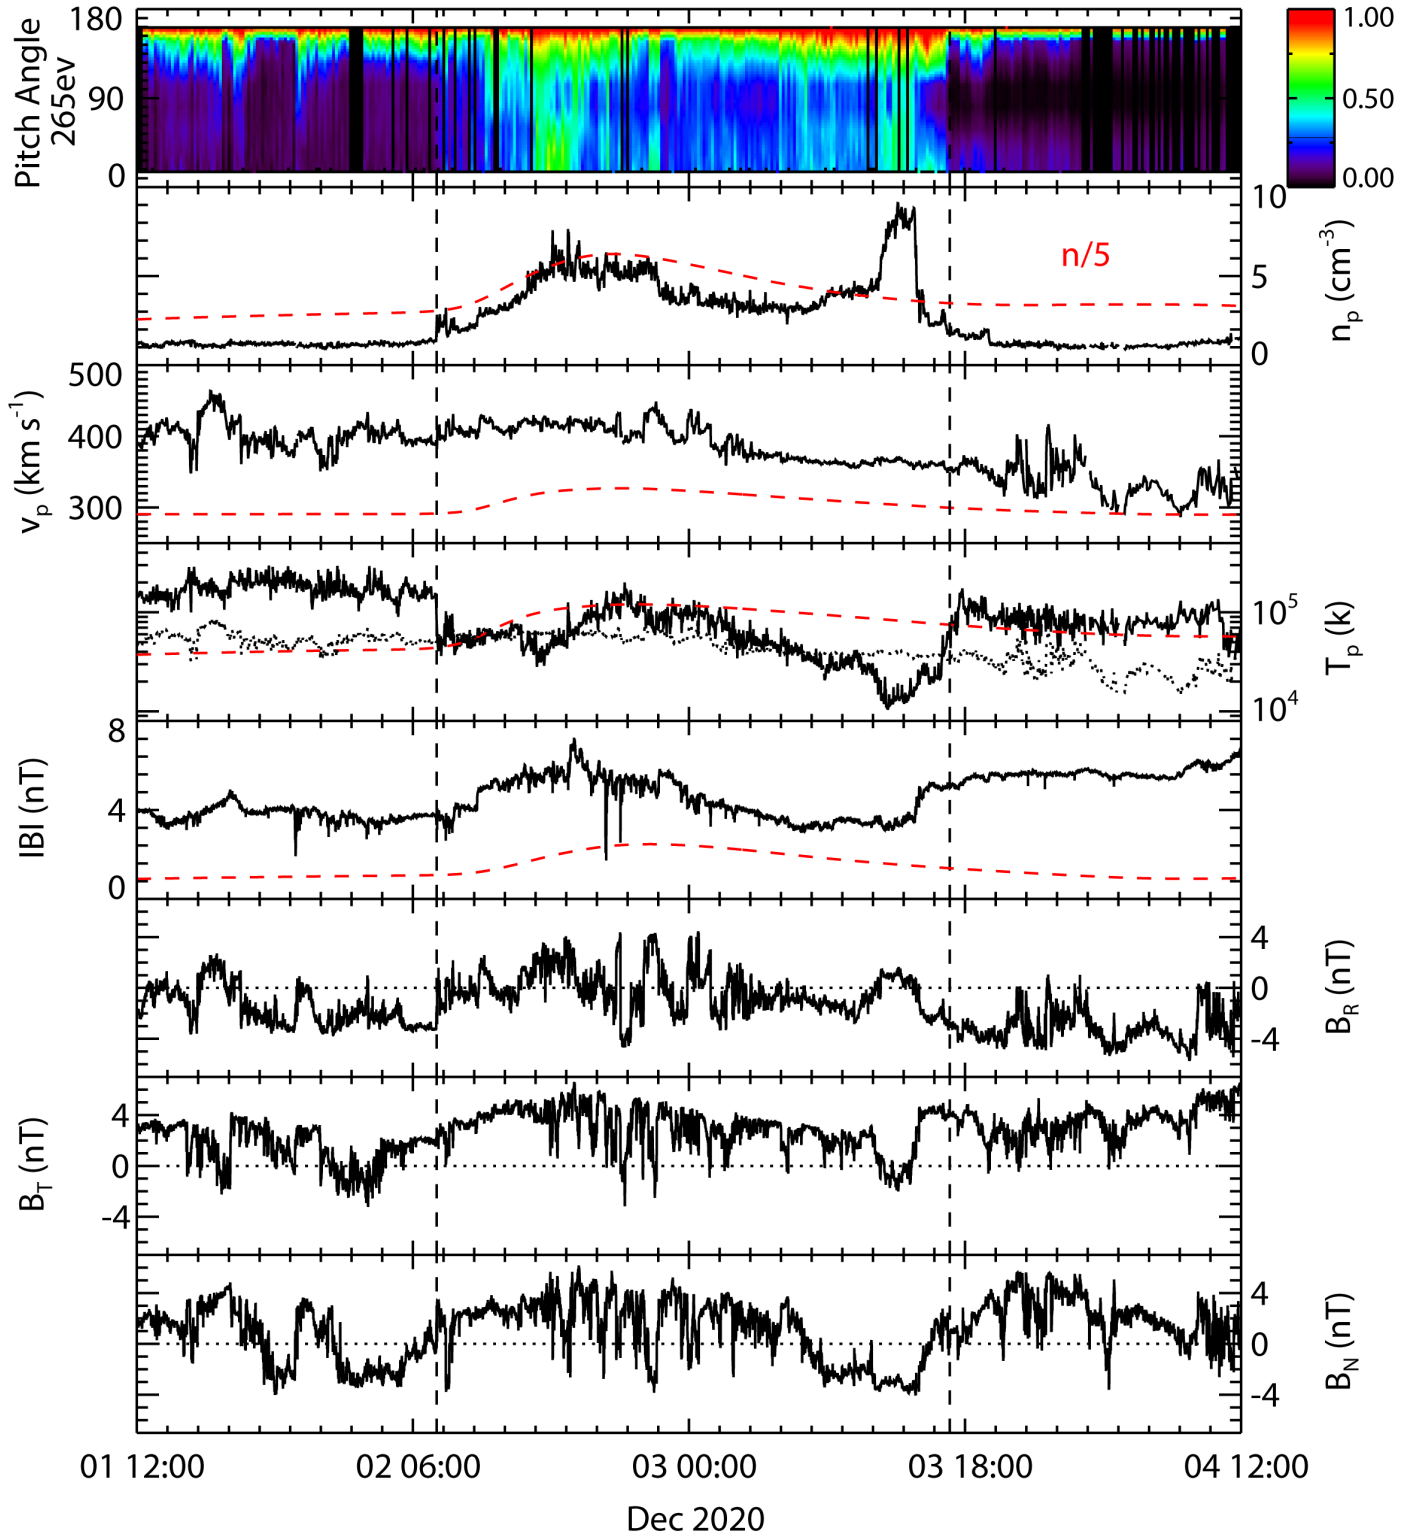 180
90
0
Pitch Angle
265ev
1.00
0.50
0.00
10
5
0
n/5
n_p (cm^-3)
500
400
300
v_p (km s^-1)
10^5
10^4
T_p (k)
8
4
0
IBI (nT)
4
0
-4
B_R (nT)
4
0
-4
B_T (nT)
4
0
-4
B_N (nT)
01 12:00 02 06:00 03 00:00 03 18:00 04 12:00
Dec 2020